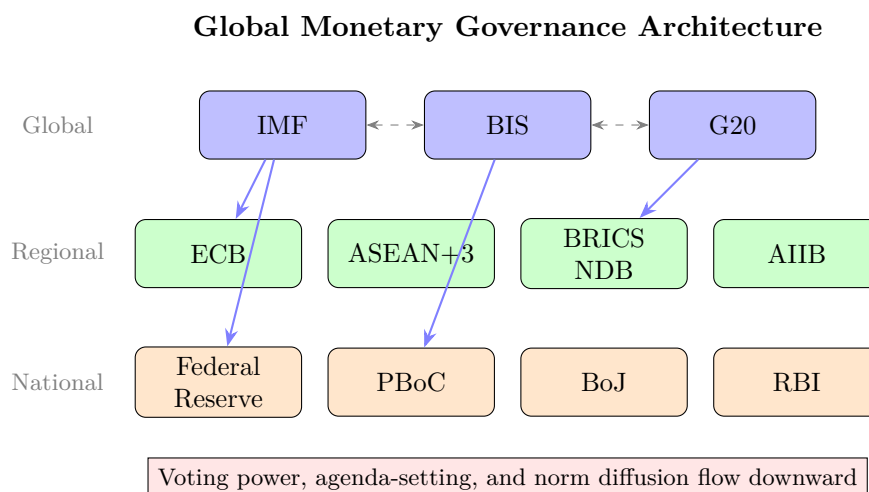 Global Monetary Governance Architecture
Global
IMF
BIS
G20
Regional
ECB
ASEAN+3
BRICS
NDB
AIIB
National
Federal
Reserve
PBoC
BoJ
RBI
Voting power, agenda-setting, and norm diffusion flow downward